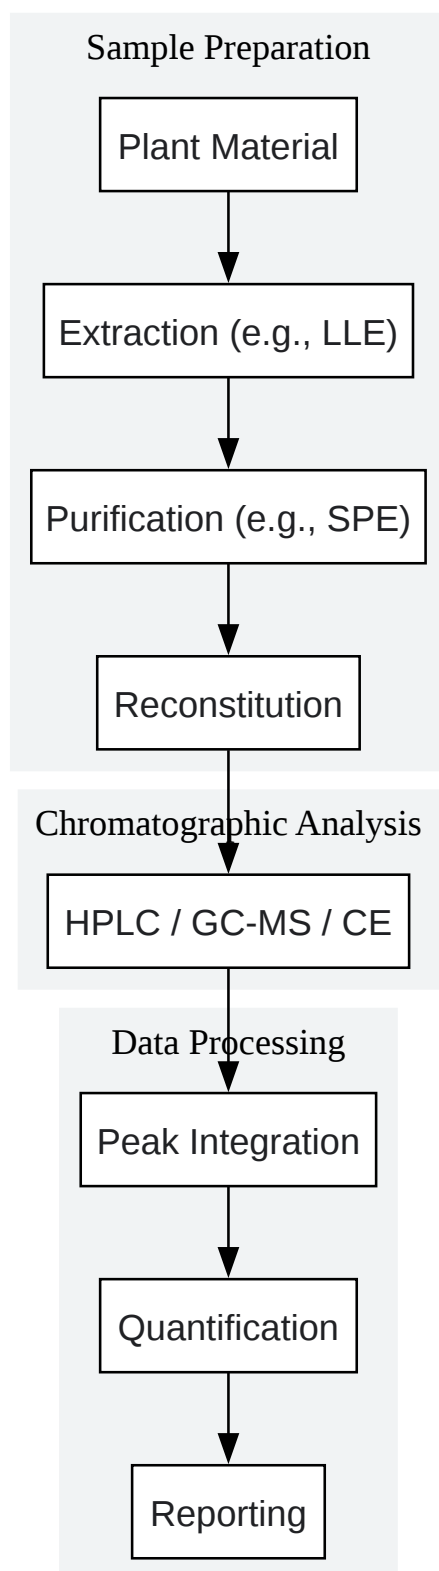 Sample Preparation
Plant Material
Extraction (e.g., LLE)
Purification (e.g., SPE)
Reconstitution
Chromatographic Analysis
HPLC / GC-MS / CE
Data Processing
Peak Integration
Quantification
Reporting